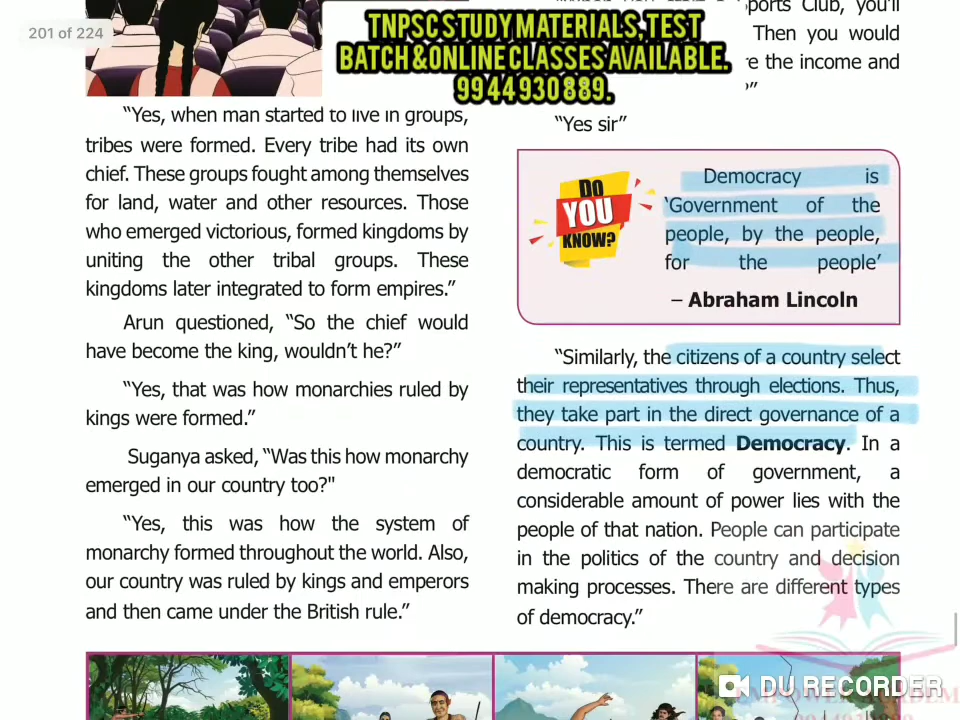 201 of 224
TNPSC STUDY MATERIALS, TEST
BATCH & ONLINE CLASSES AVAILABLE.
9944930889.
“Yes, when man started to live in groups,
tribes were formed. Every tribe had its own
chief. These groups fought among themselves
for land, water and other resources. Those
who emerged victorious, formed kingdoms by
uniting the other tribal groups. These
kingdoms later integrated to form empires.”
Arun questioned, “So the chief would
have become the king, wouldn’t he?”
“Yes, that was how monarchies ruled by
kings were formed.”
Suganya asked, “Was this how monarchy
emerged in our country too?"
“Yes, this was how the system of
monarchy formed throughout the world. Also,
our country was ruled by kings and emperors
and then came under the British rule.”
ports Club, you’ll
Then you would
the income and
“Yes sir”
DO
YOU
KNOW?
Democracy is
‘Government of the
people, by the people,
for the people’
– Abraham Lincoln
“Similarly, the citizens of a country select
their representatives through elections. Thus,
they take part in the direct governance of a
country. This is termed Democracy. In a
democratic form of government, a
considerable amount of power lies with the
people of that nation. People can participate
in the politics of the country and decision
making processes. There are different types
of democracy.”
DU RECORDER